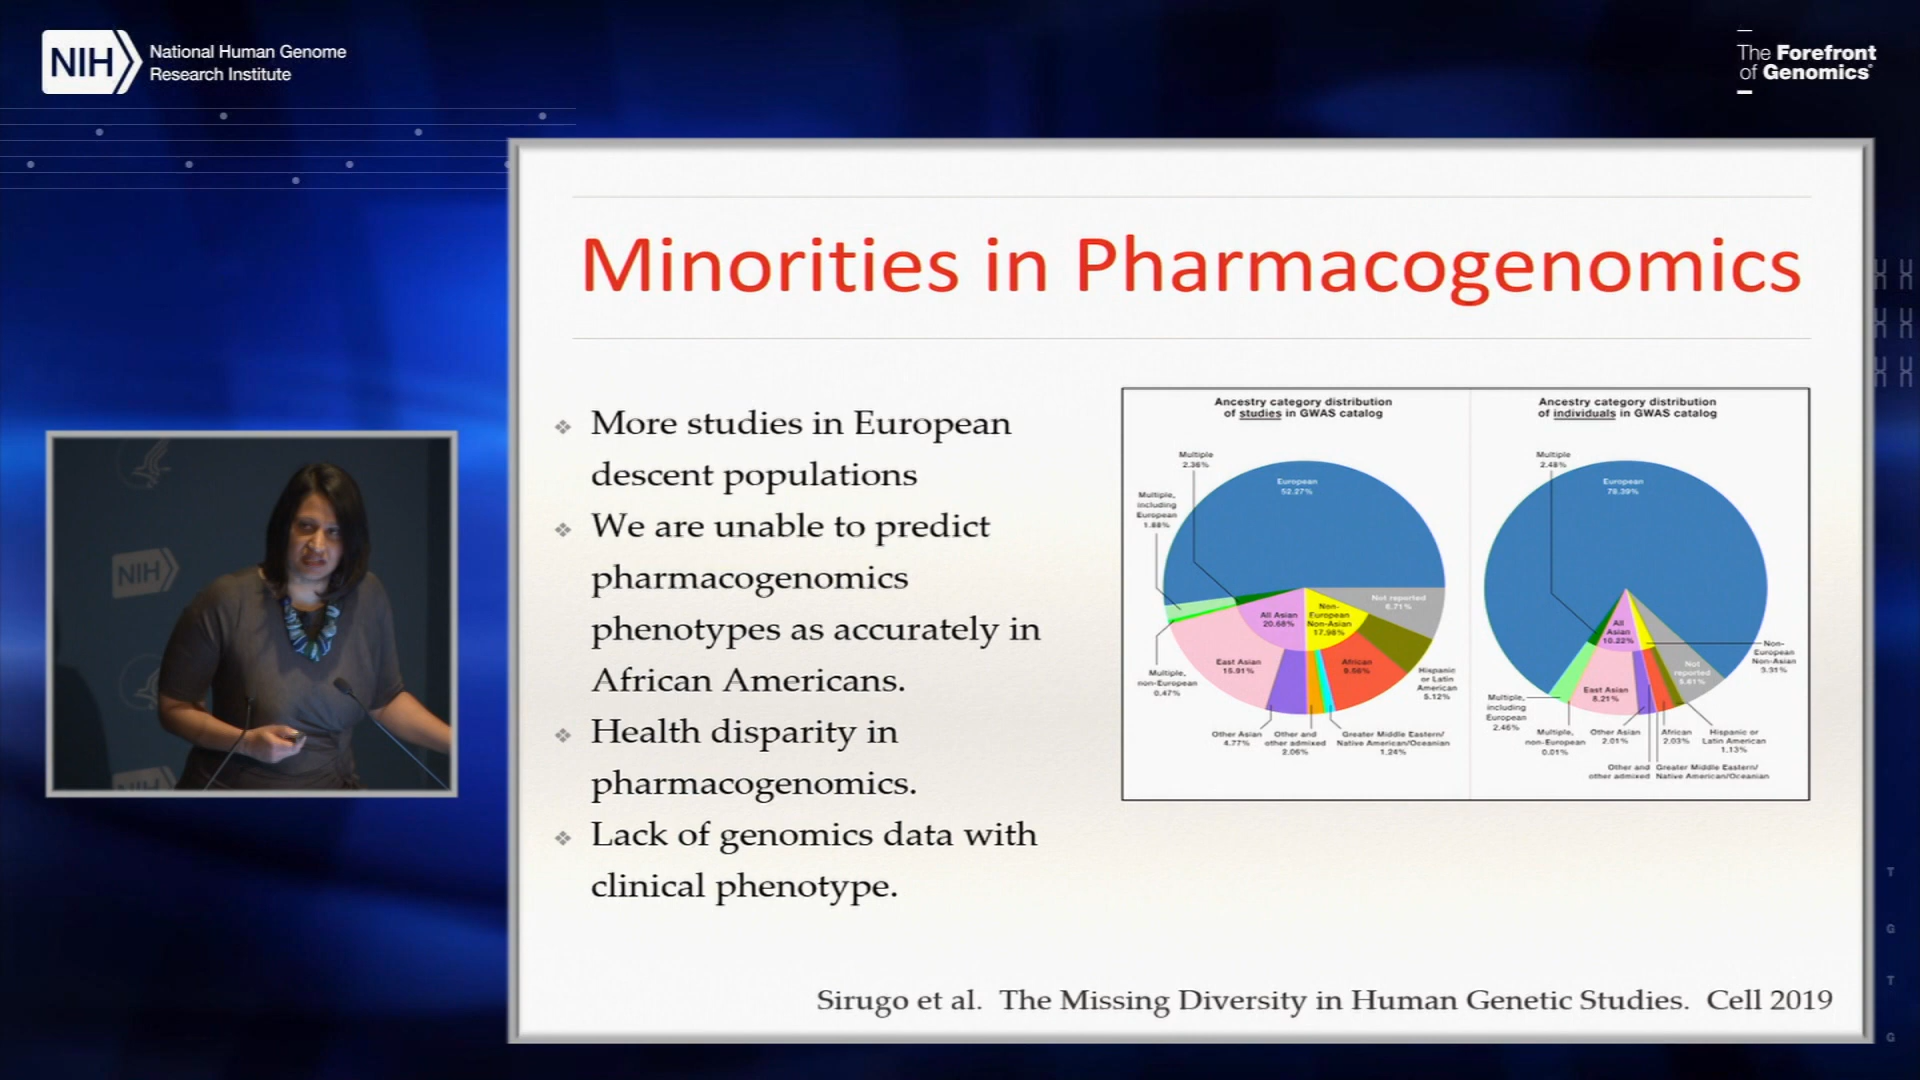 NIH
National Human Genome
Research Institute
The Forefront
of Genomics®
Minorities in Pharmacogenomics
❖ More studies in European
descent populations
❖ We are unable to predict
pharmacogenomics
phenotypes as accurately in
African Americans.
❖ Health disparity in
pharmacogenomics.
❖ Lack of genomics data with
clinical phenotype.
Ancestry category distribution
of studies in GWAS catalog
Multiple
2.36%
European
52.27%
Multiple,
including
European
1.88%
Not reported
6.71%
All Asian
20.68%
Non-
European
Non-Asian
17.98%
East Asian
15.91%
African
Hispanic
or Latin
American
5.12%
Multiple,
non-European
0.47%
Other Asian
4.77%
Other and
other admixed
2.06%
Greater Middle Eastern/
Native American/Oceanian
1.24%
Ancestry category distribution
of individuals in GWAS catalog
Multiple
2.48%
European
78.39%
All
Asian
10.22%
Non-
European
Non-Asian
Not
reported
East Asian
8.21%
Multiple,
including
European
2.46%
Multiple,
non-European
0.01%
Other Asian
2.01%
African
2.03%
Hispanic or
Latin American
1.13%
Other and
other admixed
Greater Middle Eastern/
Native American/Oceanian
Sirugo et al. The Missing Diversity in Human Genetic Studies. Cell 2019
NIH
T
G
T
G